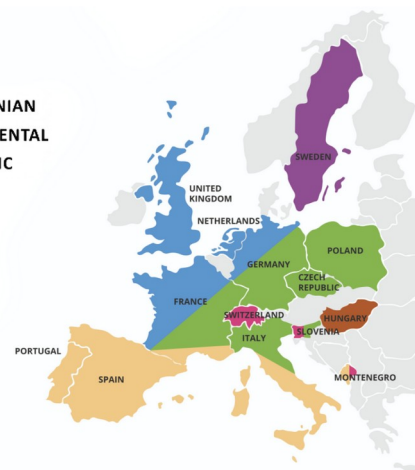 NIAN
ENTAL
IC
SWEDEN
UNITED
KINGDOM
NETHERLANDS
POLAND
GERMANY
CZECH
REPUBLIC
FRANCE
SWITZERLAND
HUNGARY
SLOVENIA
ITALY
PORTUGAL
SPAIN
MONTENEGRO